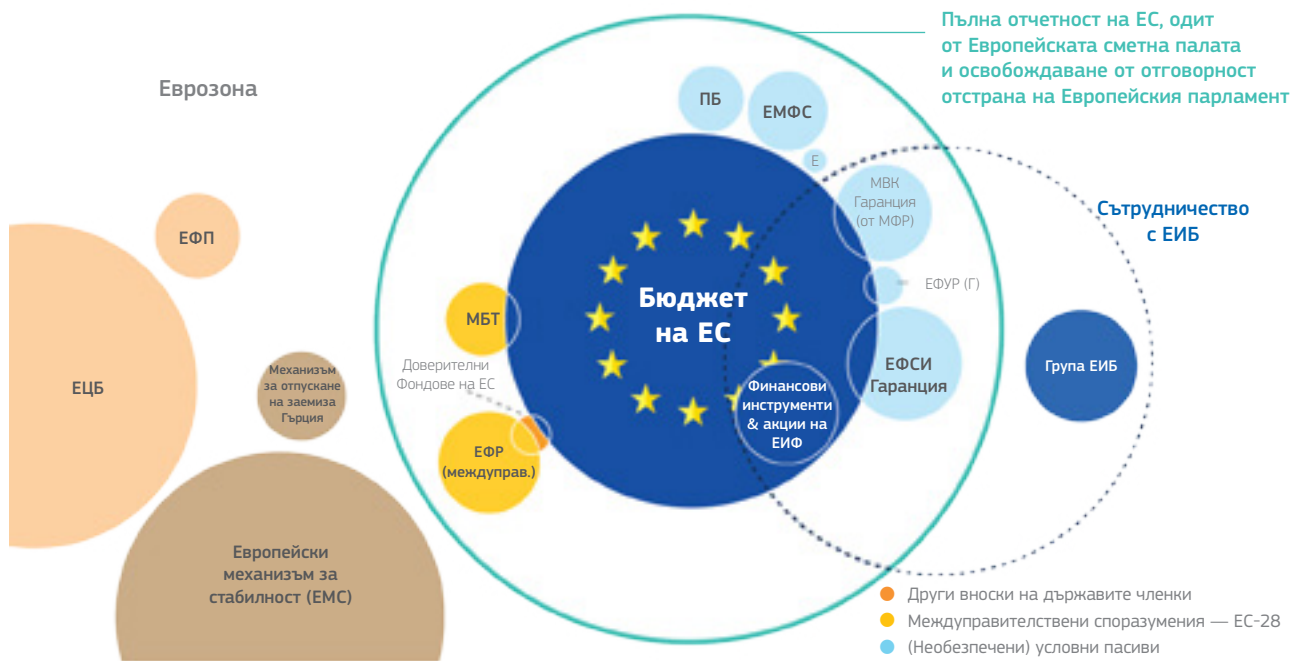 Пълна отчетност на ЕС, одит
от Европейската сметна палата
и освобождаване от отговорност
отстрана на Европейския парламент
Еврозона
ПБ
ЕМФС
Е
МВК
Гаранция
(от МФР)
Сътрудничество
с ЕИБ
ЕФП
ЕФУР (Г)
Бюджет
на ЕС
МБТ
Доверителни
Фондове на ЕС
ЕЦБ
Механизъм
за отпускане
на заемиза
Гърция
ЕФСИ
Гаранция
Група ЕИБ
Финансови
инструменти
& акции на
ЕИФ
ЕФР
(междуправ.)
Европейски
механизъм за
стабилност (ЕМС)
Други вноски на държавите членки
Междуправителствени споразумения — ЕС-28
(Необезпечени) условни пасиви